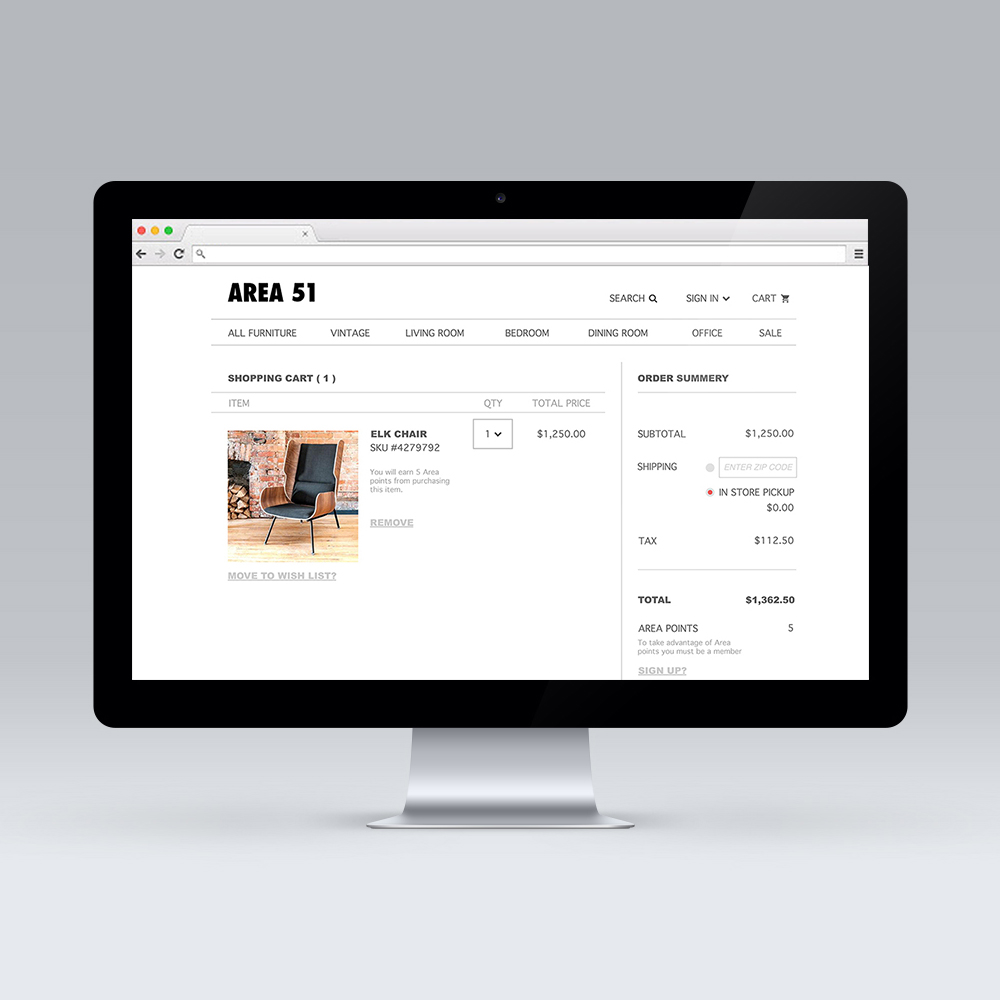 AREA 51
SEARCH
SIGN IN
CART
ALL FURNITURE
VINTAGE
LIVING ROOM
BEDROOM
DINING ROOM
OFFICE
SALE
SHOPPING CART ( 1 )
ITEM
QTY
TOTAL PRICE
ELK CHAIR
SKU #4279792
You will earn 5 Area
points from purchasing
this item.
REMOVE
1
$1,250.00
MOVE TO WISH LIST?
ORDER SUMMERY
SUBTOTAL
$1,250.00
SHIPPING
ENTER ZIP CODE
IN STORE PICKUP
$0.00
TAX
$112.50
TOTAL
$1,362.50
AREA POINTS
5
To take advantage of Area
points you must be a member
SIGN UP?